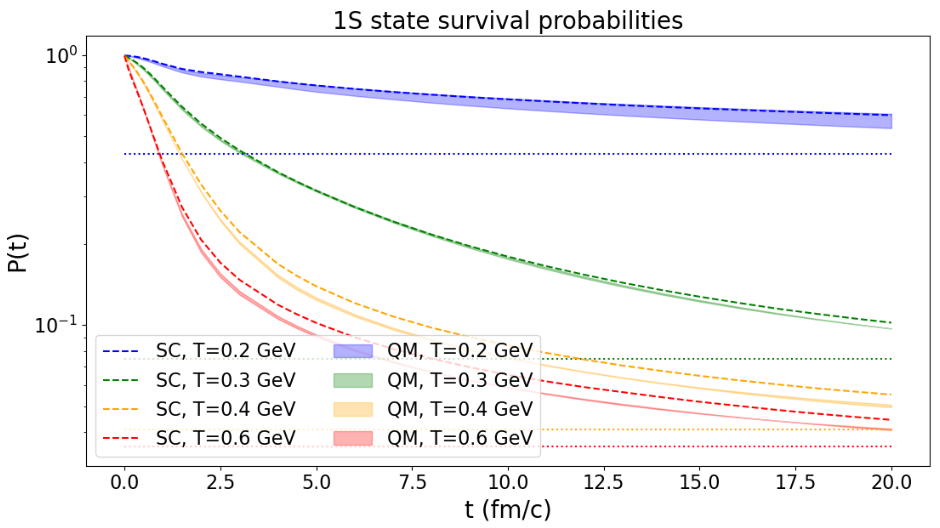 1S state survival probabilities
P(t)
10⁰
10⁻¹
SC, T=0.2 GeV
SC, T=0.3 GeV
SC, T=0.4 GeV
SC, T=0.6 GeV
QM, T=0.2 GeV
QM, T=0.3 GeV
QM, T=0.4 GeV
QM, T=0.6 GeV
0.0 2.5 5.0 7.5 10.0 12.5 15.0 17.5 20.0
t (fm/c)